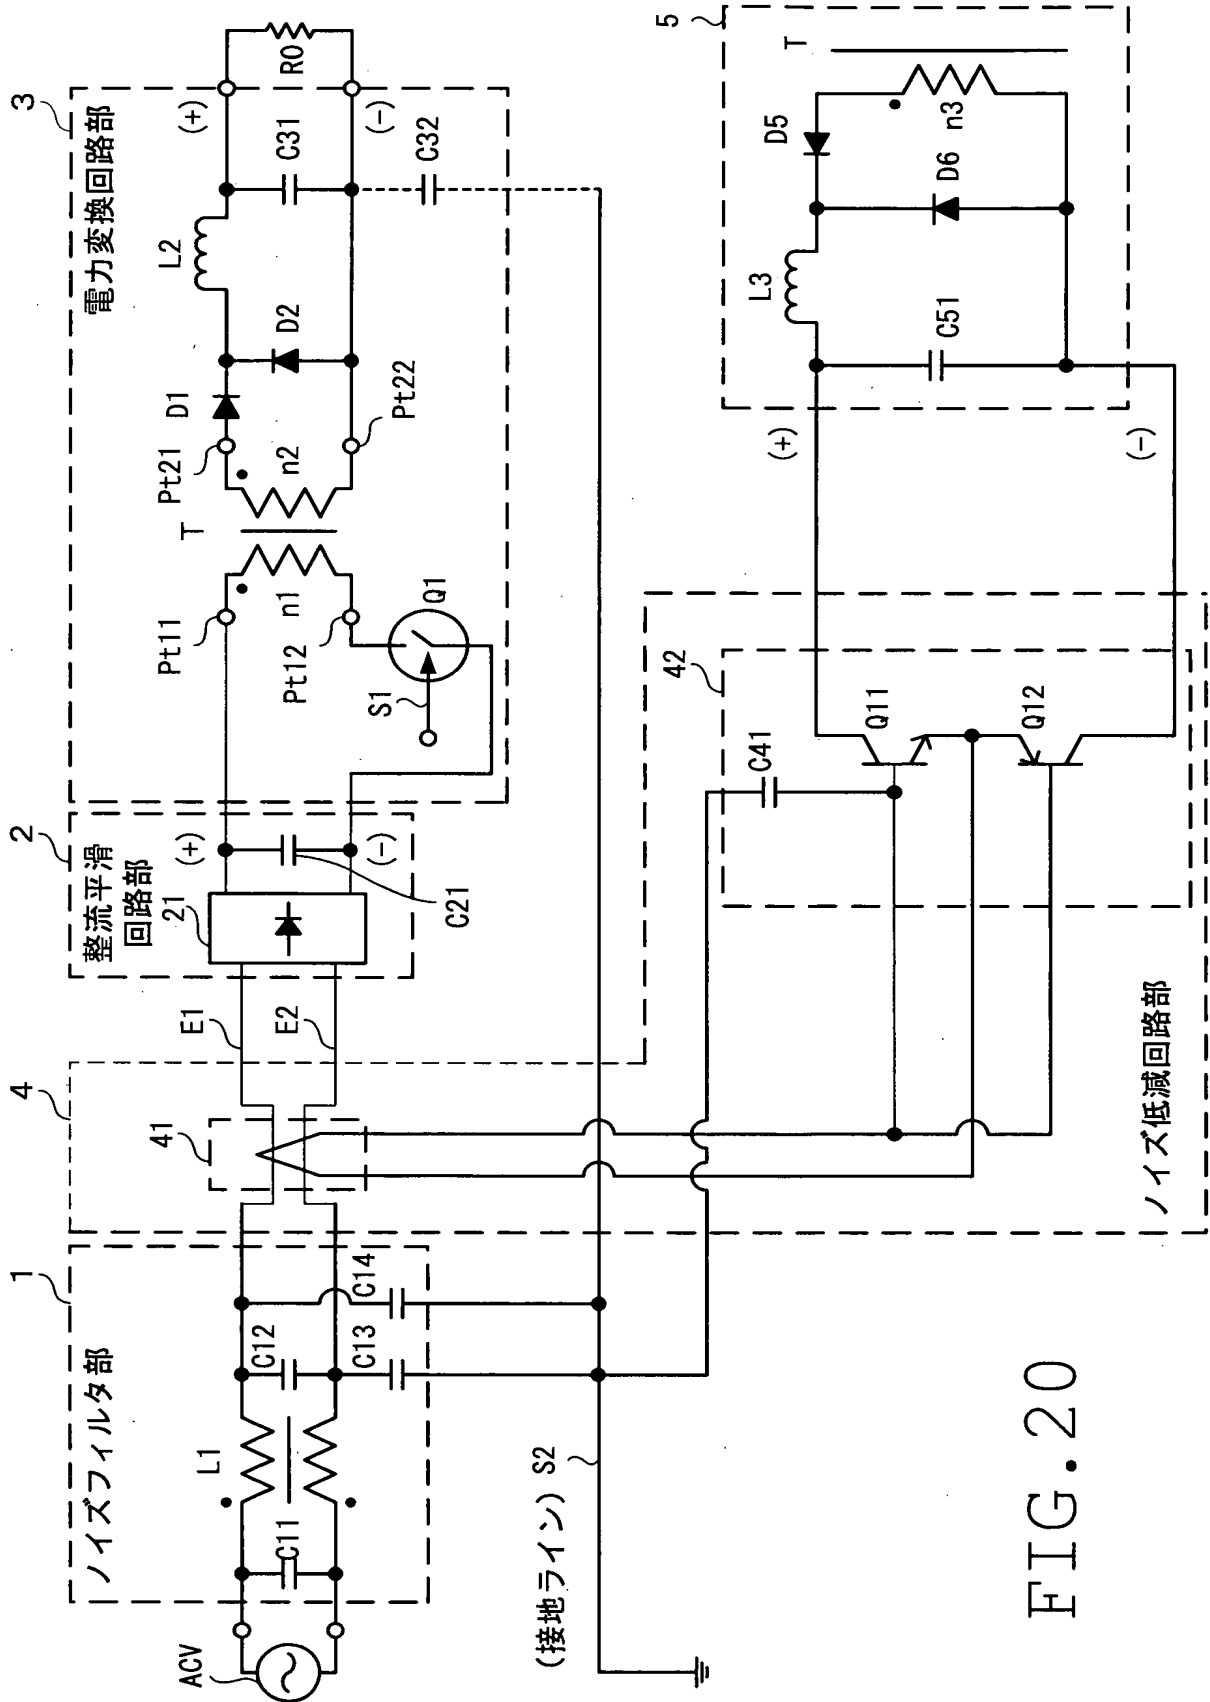 1
ノイズフィルタ部
ACV
C11
L1
C12
C13
C14
(接地ライン) S2
4
41
E1
E2
ノイズ低減回路部
2
整流平滑
回路部
21
(+)
(-)
C21
3
電力変換回路部
Pt11
Pt12
n1
T
n2
Pt21
Pt22
S1
Q1
D1
D2
L2
C31
C32
(+)
(-)
R0
42
C41
Q11
Q12
5
(+)
(-)
L3
C51
D5
D6
n3
T
FIG.20